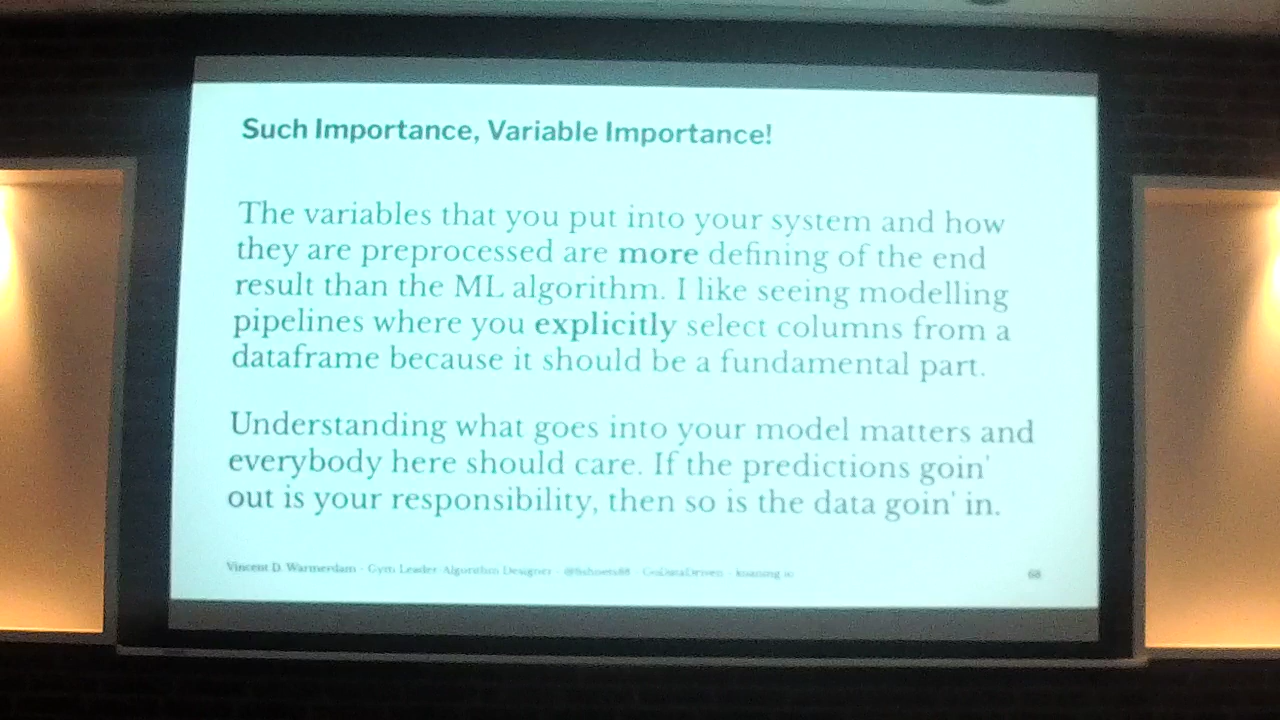 Such Importance, Variable Importance!
The variables that you put into your system and how
they are preprocessed are more defining of the end
result than the ML algorithm. I like seeing modelling
pipelines where you explicitly select columns from a
dataframe because it should be a fundamental part.
Understanding what goes into your model matters and
everybody here should care. If the predictions goin'
out is your responsibility, then so is the data goin' in.
Vincent D. Warmerdam - Gym Leader Algorithm Designer - @fishnets88 - GoDataDriven - koaning.io
68